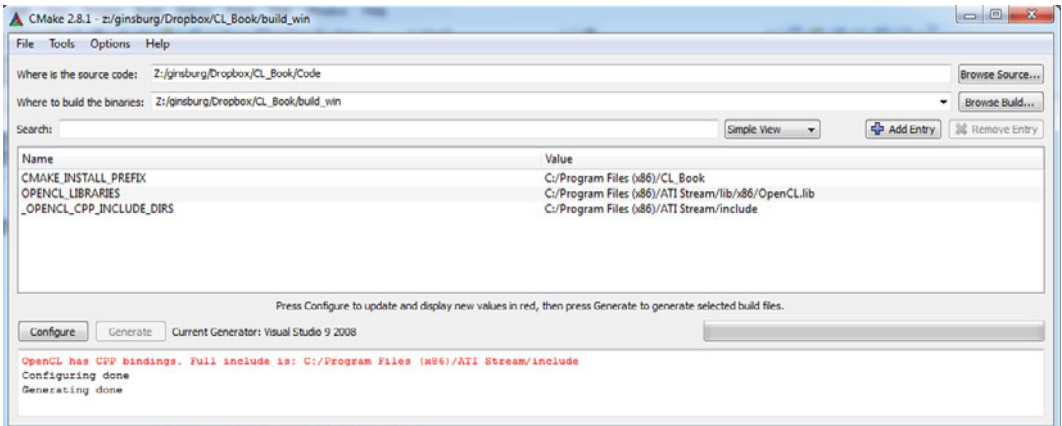 CMake 2.8.1 - z:/ginsburg/Dropbox/CL_Book/build_win
File Tools Options Help
Where is the source code: Z:/ginsburg/Dropbox/CL_Book/Code Browse Source...
Where to build the binaries: Z:/ginsburg/Dropbox/CL_Book/build_win Browse Build...
Search: Simple View Add Entry Remove Entry
Name Value
CMAKE_INSTALL_PREFIX C:/Program Files (x86)/CL_Book
OPENCL_LIBRARIES C:/Program Files (x86)/ATI Stream/lib/x86/OpenCL.lib
_OPENCL_CPP_INCLUDE_DIRS C:/Program Files (x86)/ATI Stream/include
Press Configure to update and display new values in red, then press Generate to generate selected build files.
Configure Generate Current Generator: Visual Studio 9 2008
OpenCL has CPP bindings. Full include is: C:/Program Files (x86)/ATI Stream/include
Configuring done
Generating done